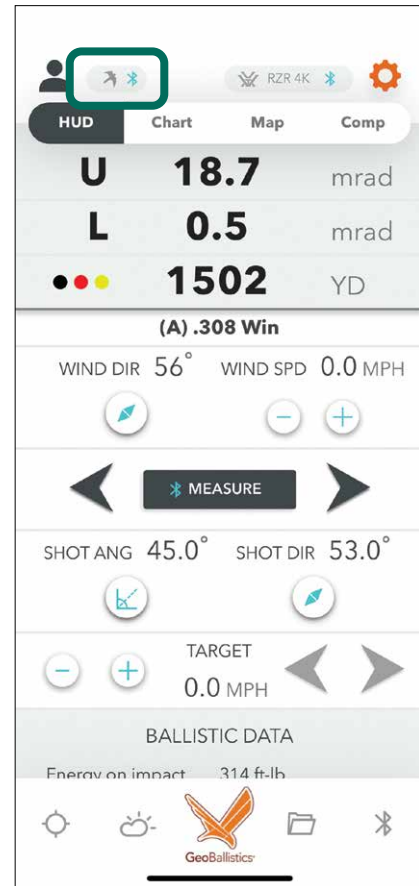 RZR 4K
HUD Chart Map Comp
U 18.7 mrad
L 0.5 mrad
1502 YD
(A) .308 Win
WIND DIR 56° WIND SPD 0.0 MPH
MEASURE
SHOT ANG 45.0° SHOT DIR 53.0°
TARGET
0.0 MPH
BALLISTIC DATA
Energy on impact 314 ft-lb
GeoBallistics